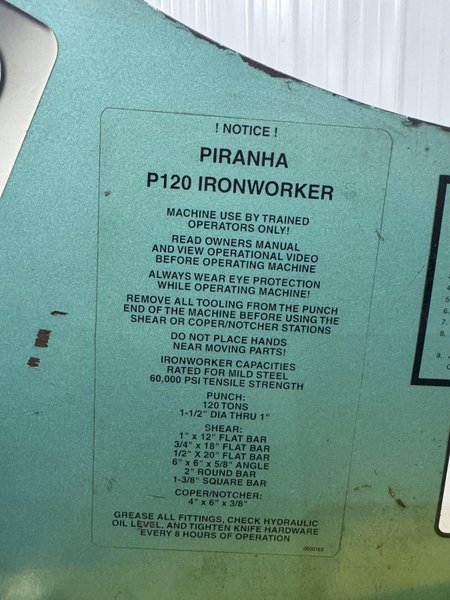 ! NOTICE !
PIRANHA
P120 IRONWORKER
MACHINE USE BY TRAINED
OPERATORS ONLY!
READ OWNERS MANUAL
AND VIEW OPERATIONAL VIDEO
BEFORE OPERATING MACHINE
ALWAYS WEAR EYE PROTECTION
WHILE OPERATING MACHINE!
REMOVE ALL TOOLING FROM THE PUNCH
END OF THE MACHINE BEFORE USING THE
SHEAR OR COPER/NOTCHER STATIONS
DO NOT PLACE HANDS
NEAR MOVING PARTS!
IRONWORKER CAPACITIES
RATED FOR MILD STEEL
60,000 PSI TENSILE STRENGTH
PUNCH:
120 TONS
1-1/2" DIA THRU 1"
SHEAR:
1" x 12" FLAT BAR
3/4" x 18" FLAT BAR
1/2" X 20" FLAT BAR
6" x 6" x 5/8" ANGLE
2" ROUND BAR
1-3/8" SQUARE BAR
COPER/NOTCHER:
4" x 6" x 3/8"
GREASE ALL FITTINGS, CHECK HYDRAULIC
OIL LEVEL, AND TIGHTEN KNIFE HARDWARE
EVERY 8 HOURS OF OPERATION
6.
7.
8.
9.